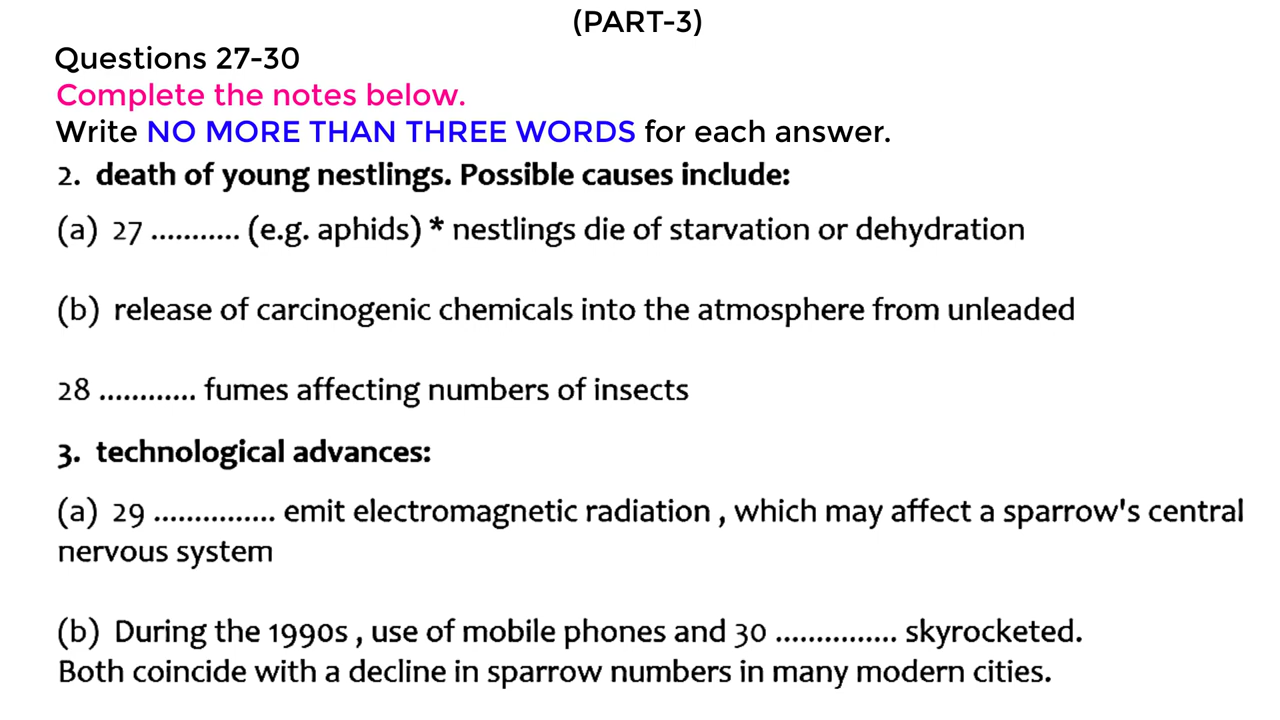 (PART-3)
Questions 27-30
Complete the notes below.
Write NO MORE THAN THREE WORDS for each answer.
2. death of young nestlings. Possible causes include:
(a) 27 ........... (e.g. aphids) * nestlings die of starvation or dehydration
(b) release of carcinogenic chemicals into the atmosphere from unleaded
28 ............ fumes affecting numbers of insects
3. technological advances:
(a) 29 ............... emit electromagnetic radiation , which may affect a sparrow's central
nervous system
(b) During the 1990s , use of mobile phones and 30 ............... skyrocketed.
Both coincide with a decline in sparrow numbers in many modern cities.